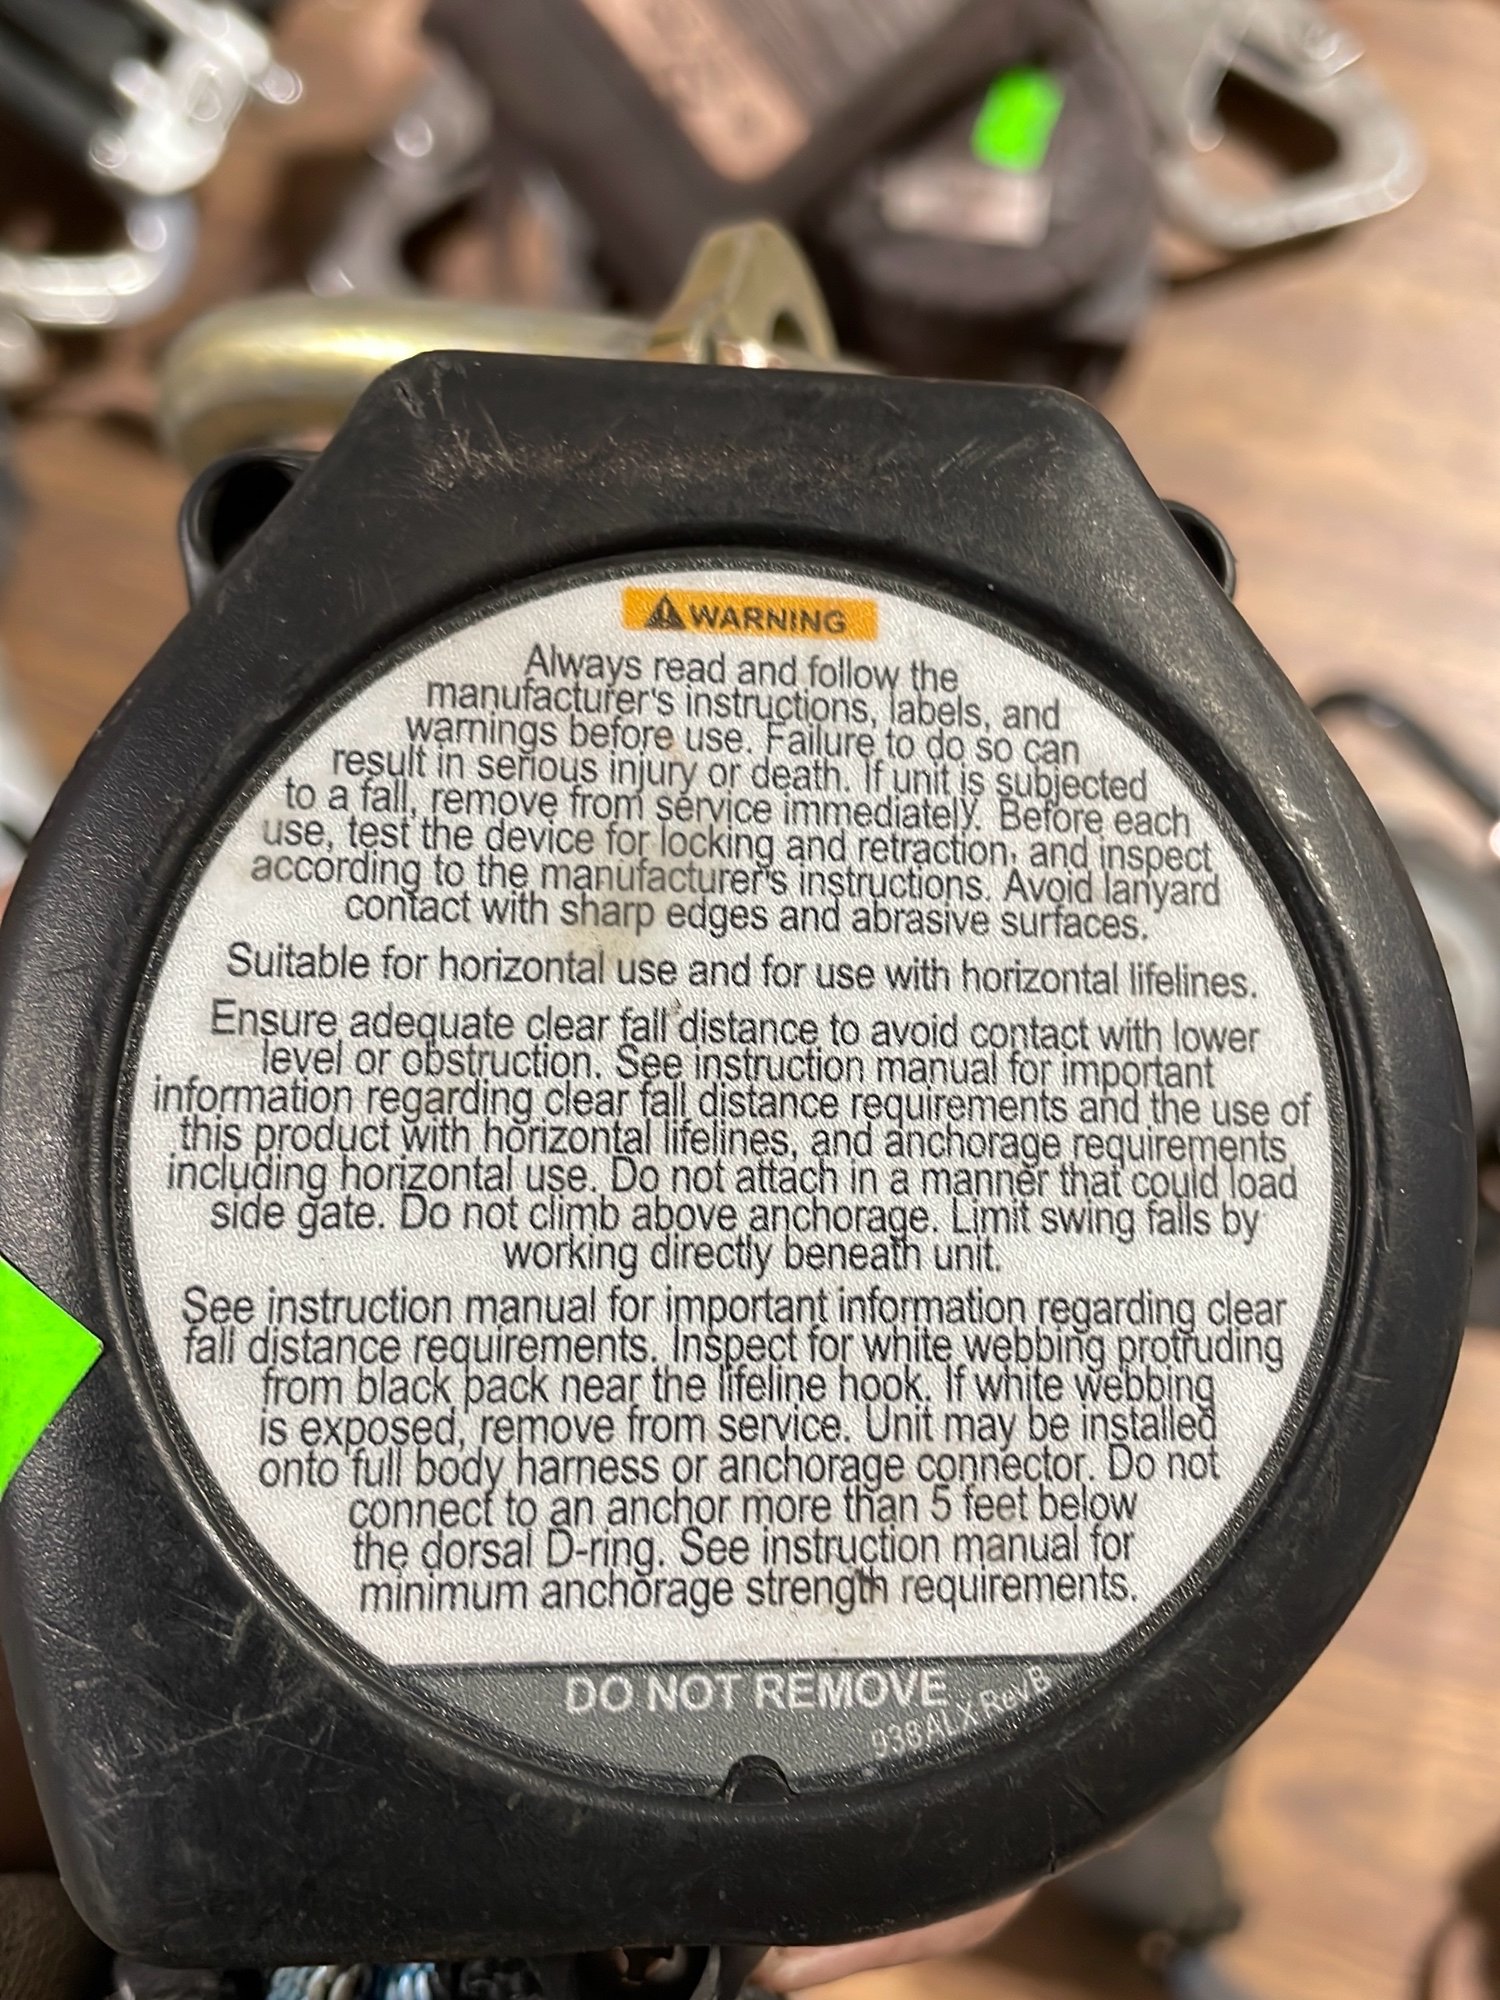 WARNING
Always read and follow the
manufacturer's instructions, labels, and
warnings before use. Failure to do so can
result in serious injury or death. If unit is subjected
to a fall, remove from service immediately. Before each
use, test the device for locking and retraction, and inspect
according to the manufacturer's instructions. Avoid lanyard
contact with sharp edges and abrasive surfaces.
Suitable for horizontal use and for use with horizontal lifelines.
Ensure adequate clear fall distance to avoid contact with lower
level or obstruction. See instruction manual for important
information regarding clear fall distance requirements and the use of
this product with horizontal lifelines, and anchorage requirements
including horizontal use. Do not attach in a manner that could load
side gate. Do not climb above anchorage. Limit swing falls by
working directly beneath unit.
See instruction manual for important information regarding clear
fall distance requirements. Inspect for white webbing protruding
from black pack near the lifeline hook. If white webbing
is exposed, remove from service. Unit may be installed
onto full body harness or anchorage connector. Do not
connect to an anchor more than 5 feet below
the dorsal D-ring. See instruction manual for
minimum anchorage strength requirements.
DO NOT REMOVE
938ALX Rev B